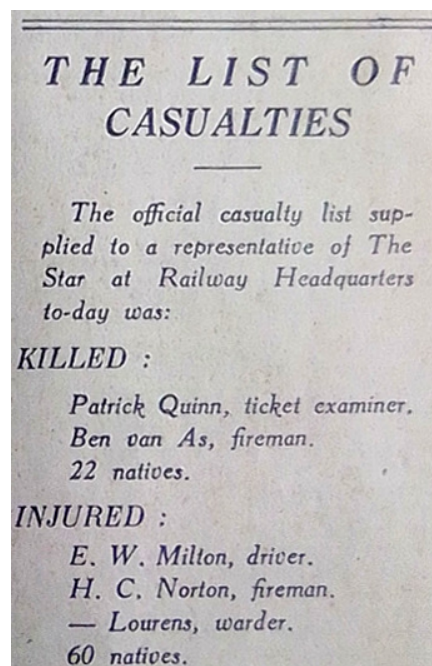 THE LIST OF
CASUALTIES
The official casualty list sup-
plied to a representative of The
Star at Railway Headquarters
to-day was:
KILLED :
Patrick Quinn, ticket examiner.
Ben van As, fireman.
22 natives.
INJURED :
E. W. Milton, driver.
H. C. Norton, fireman.
— Lourens, warder.
60 natives.